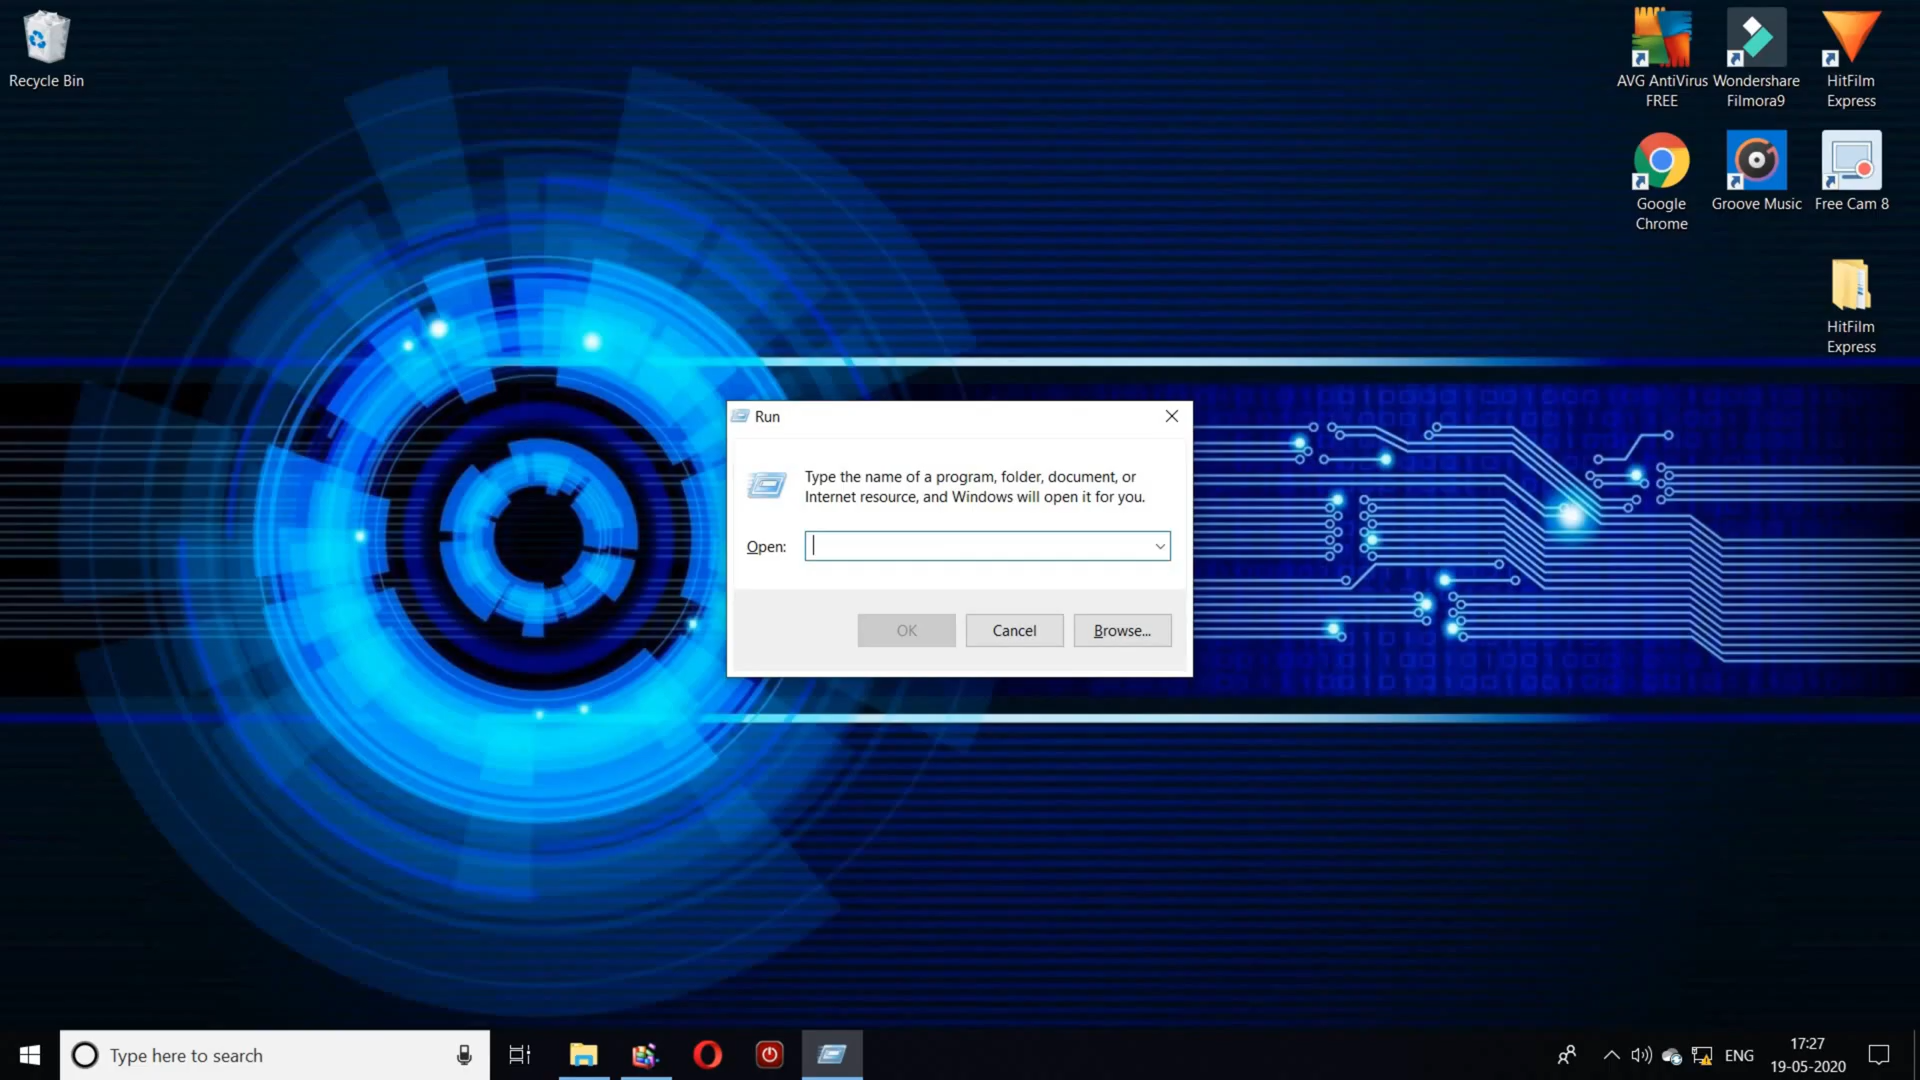 Recycle Bin
AVG AntiVirus
FREE
Wondershare
Filmora9
HitFilm
Express
Google
Chrome
Groove Music
Free Cam 8
HitFilm
Express
Run
Type the name of a program, folder, document, or
Internet resource, and Windows will open it for you.
Open:
OK
Cancel
Browse...
Type here to search
ENG
17:27
19-05-2020